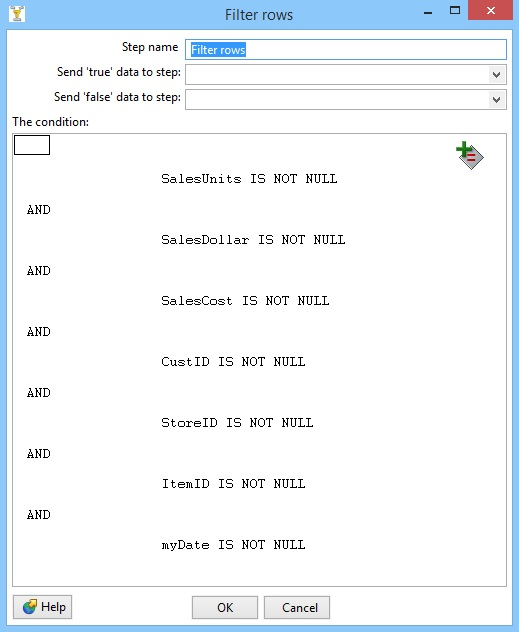 Filter rows
Step name Filter rows
Send 'true' data to step:
Send 'false' data to step:
The condition:
SalesUnits IS NOT NULL
AND
SalesDollar IS NOT NULL
AND
SalesCost IS NOT NULL
AND
CustID IS NOT NULL
AND
StoreID IS NOT NULL
AND
ItemID IS NOT NULL
AND
myDate IS NOT NULL
Help OK Cancel